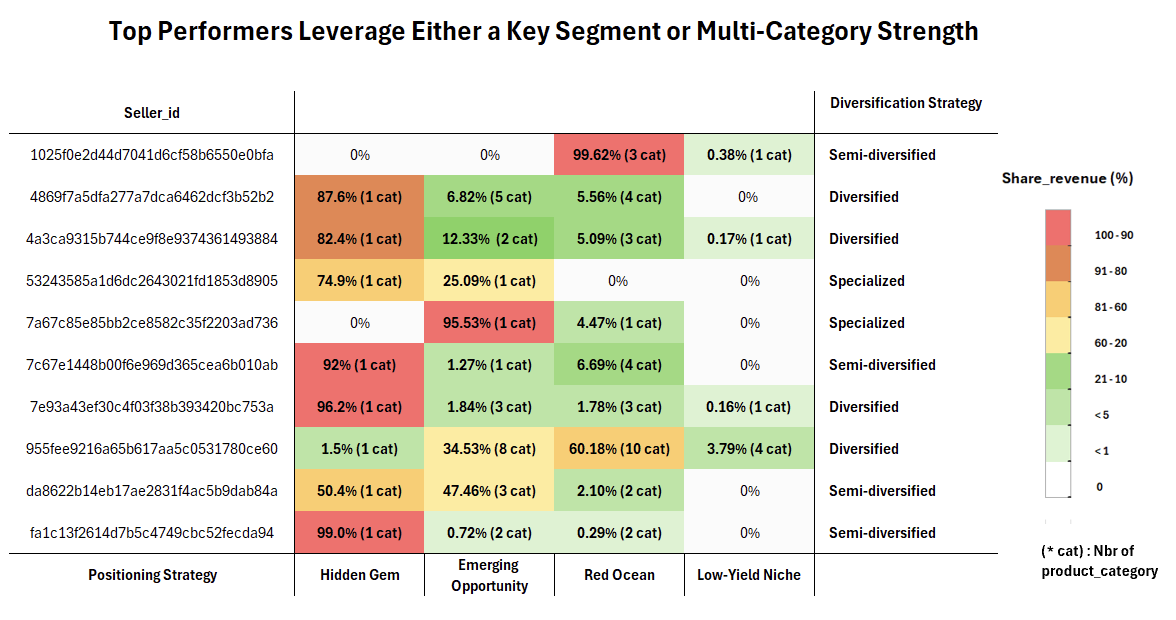 Top Performers Leverage Either a Key Segment or Multi-Category Strength
Seller_id
Diversification Strategy
1025f0e2d44d7041d6cf58b6550e0bfa 0% 0% 99.62% (3 cat) 0.38% (1 cat) Semi-diversified
4869f7a5dfa277a7dca6462dcf3b52b2 87.6% (1 cat) 6.82% (5 cat) 5.56% (4 cat) 0% Diversified
4a3ca9315b744ce9f8e9374361493884 82.4% (1 cat) 12.33% (2 cat) 5.09% (3 cat) 0.17% (1 cat) Diversified
53243585a1d6dc2643021fd1853d8905 74.9% (1 cat) 25.09% (1 cat) 0% 0% Specialized
7a67c85e85bb2ce8582c35f2203ad736 0% 95.53% (1 cat) 4.47% (1 cat) 0% Specialized
7c67e1448b00f6e969d365cea6b010ab 92% (1 cat) 1.27% (1 cat) 6.69% (4 cat) 0% Semi-diversified
7e93a43ef30c4f03f38b393420bc753a 96.2% (1 cat) 1.84% (3 cat) 1.78% (3 cat) 0.16% (1 cat) Diversified
955fee9216a65b617aa5c0531780ce60 1.5% (1 cat) 34.53% (8 cat) 60.18% (10 cat) 3.79% (4 cat) Diversified
da8622b14eb17ae2831f4ac5b9dab84a 50.4% (1 cat) 47.46% (3 cat) 2.10% (2 cat) 0% Semi-diversified
fa1c13f2614d7b5c4749cbc52fecda94 99.0% (1 cat) 0.72% (2 cat) 0.29% (2 cat) 0% Semi-diversified
Positioning Strategy Hidden Gem Emerging Opportunity Red Ocean Low-Yield Niche
Share_revenue (%)
100-90
91-80
81-60
60-20
21-10
<5
<1
0
(* cat) : Nbr of
product_category